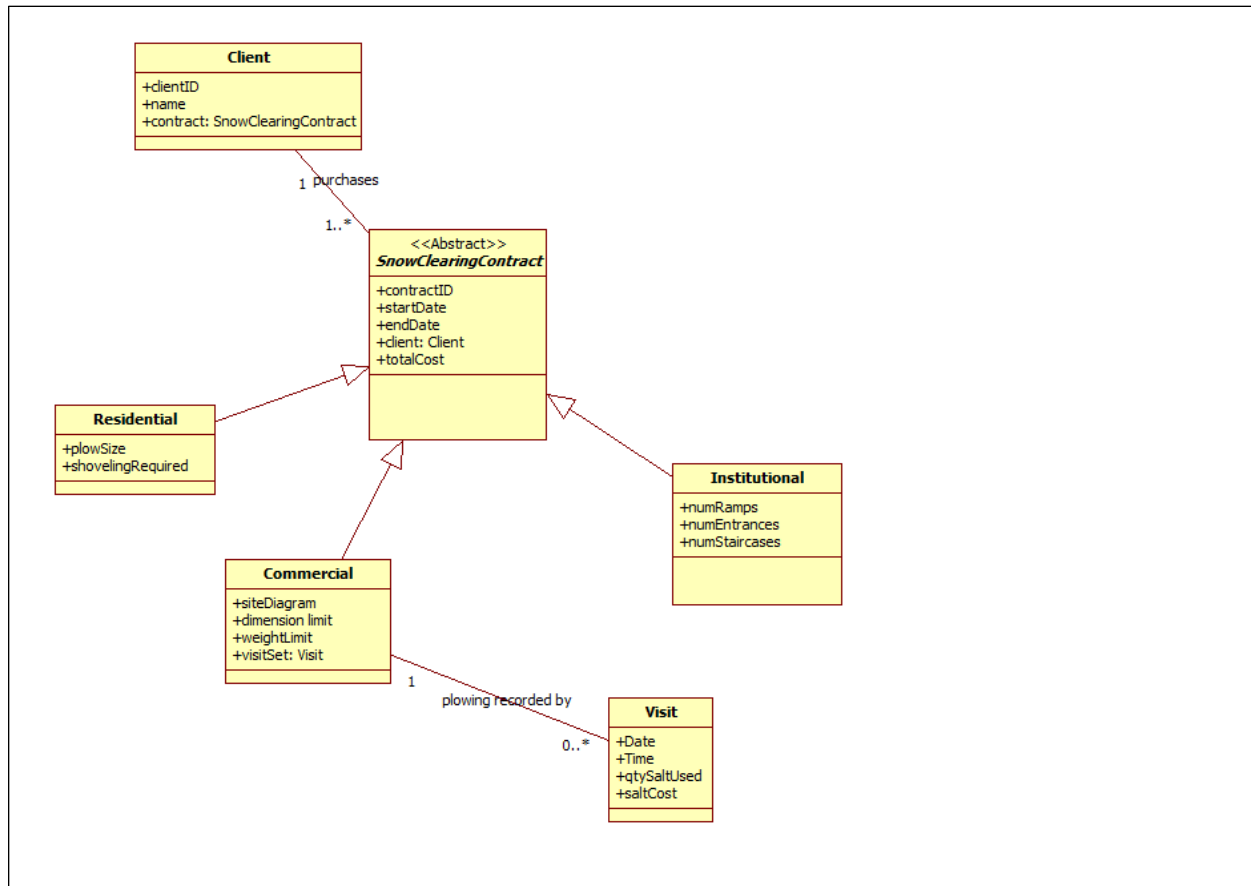 Client
+clientID
+name
+contract: SnowClearingContract
1 purchases
1..*
<<Abstract>>
SnowClearingContract
+contractID
+startDate
+endDate
+client: Client
+totalCost
Residential
+plowSize
+shovelingRequired
Institutional
+numRamps
+numEntrances
+numStaircases
Commercial
+siteDiagram
+dimension limit
+weightLimit
+visitSet: Visit
1
plowing recorded by
0..*
Visit
+Date
+Time
+qtySaltUsed
+saltCost